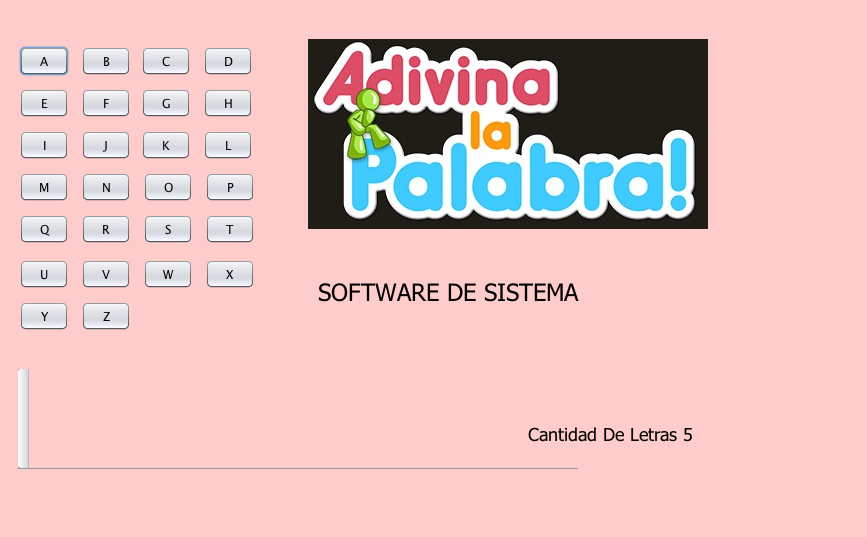 A B C D
E F G H
I J K L
M N O P
Q R S T
U V W X
Y Z
Adivina
la
Palabra!
SOFTWARE DE SISTEMA
Cantidad De Letras 5